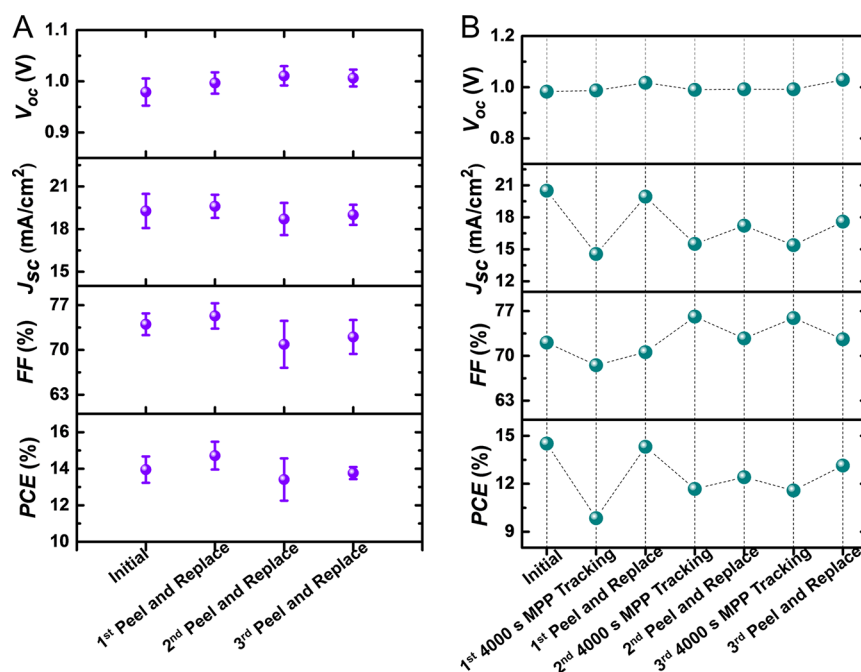 A
V_oc (V)
1.1
1.0
0.9
J_SC (mA/cm²)
21
18
15
FF (%)
77
70
63
PCE (%)
16
14
12
10
Initial
1st Peel and Replace
2nd Peel and Replace
3rd Peel and Replace
B
V_oc (V)
1.2
1.0
0.8
J_sc (mA/cm²)
21
18
15
12
FF (%)
77
70
63
PCE (%)
15
12
9
Initial
1st 4000 s MPP Tracking
1st Peel and Replace
2nd 4000 s MPP Tracking
2nd Peel and Replace
3rd 4000 s MPP Tracking
3rd Peel and Replace